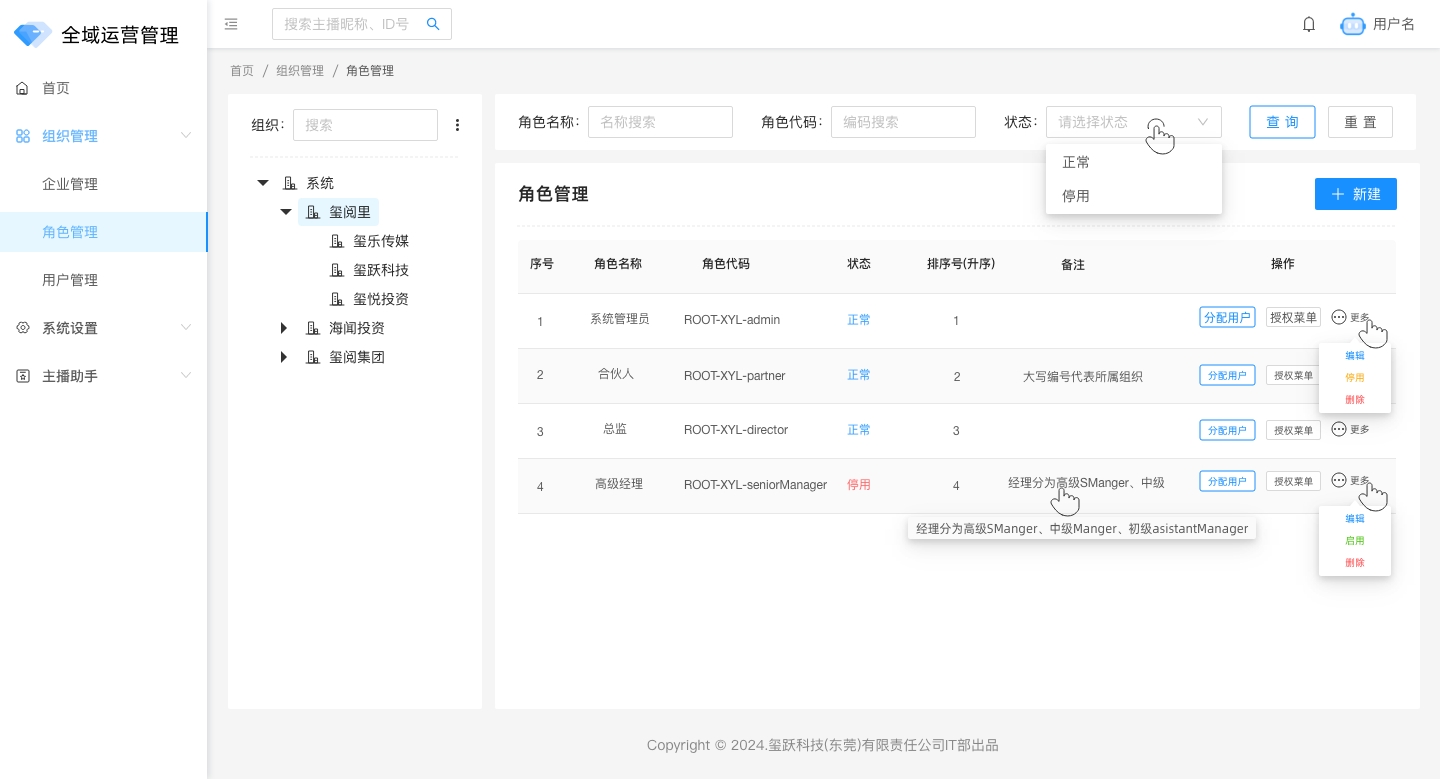 全域运营管理
搜索主播昵称、ID号
用户名
首页
组织管理
企业管理
角色管理
用户管理
系统设置
主播助手
首页 / 组织管理 / 角色管理
组织: 搜索
系统
玺阅里
玺乐传媒
玺跃科技
玺悦投资
海闻投资
玺阅集团
角色名称: 名称搜索 角色代码: 编码搜索 状态: 请选择状态 查 询 重 置
正常
停用
角色管理
新建
序号 角色名称 角色代码 状态 排序号(升序) 备注 操作
1 系统管理员 ROOT-XYL-admin 正常 1 分配用户 授权菜单 更多
编辑
停用
删除
2 合伙人 ROOT-XYL-partner 正常 2 大写编号代表所属组织 分配用户 授权菜单
3 总监 ROOT-XYL-director 正常 3 分配用户 授权菜单 更多
4 高级经理 ROOT-XYL-seniorManager 停用 4 经理分为高级SManger、中级 分配用户 授权菜单 更多
经理分为高级SManger、中级Manger、初级asistantManager
编辑
启用
删除
Copyright © 2024.玺跃科技(东莞)有限责任公司IT部出品